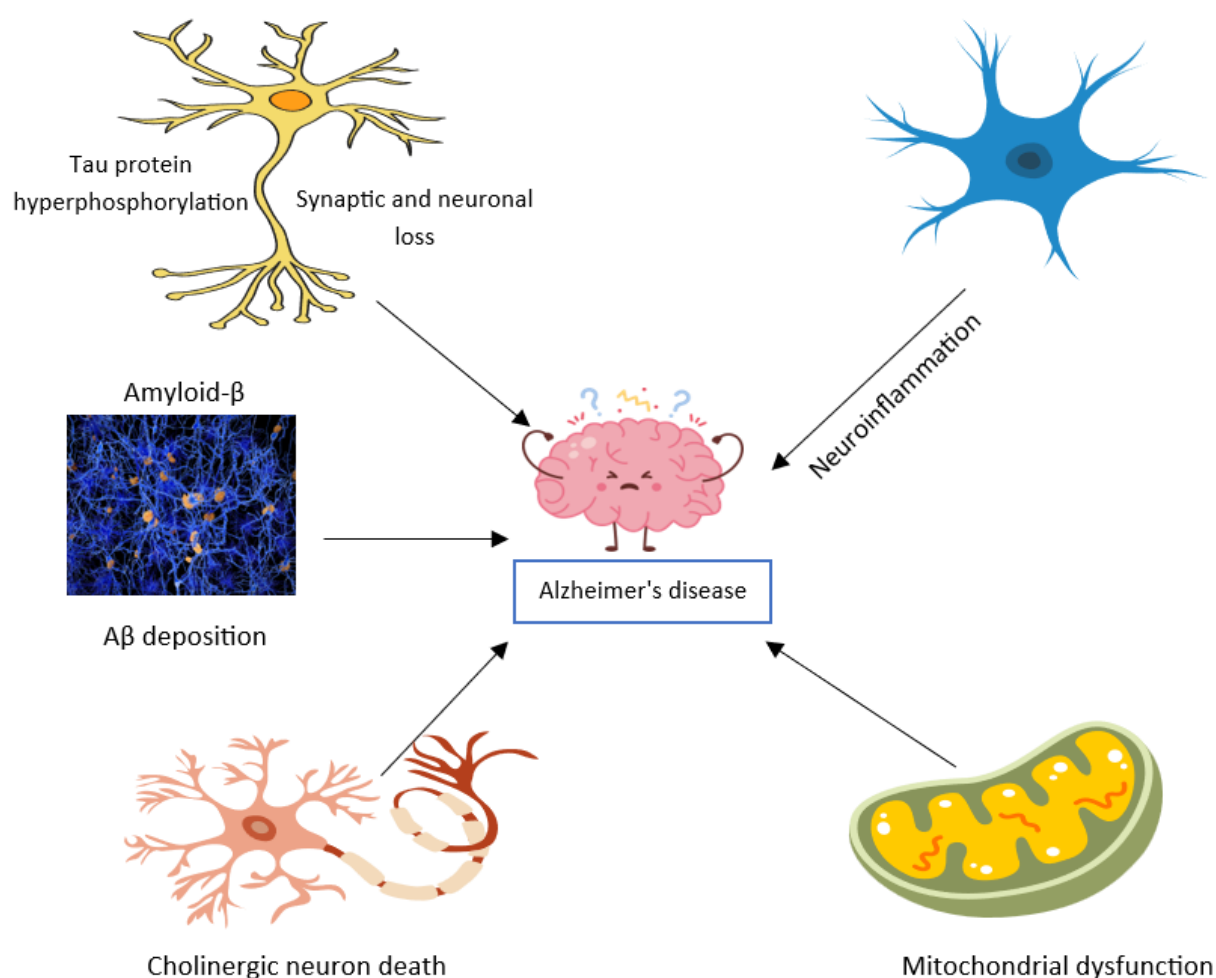 Tau protein
hyperphosphorylation
Synaptic and neuronal
loss
Neuroinflammation
Amyloid-β
? ?
Alzheimer's disease
Aβ deposition
Cholinergic neuron death
Mitochondrial dysfunction